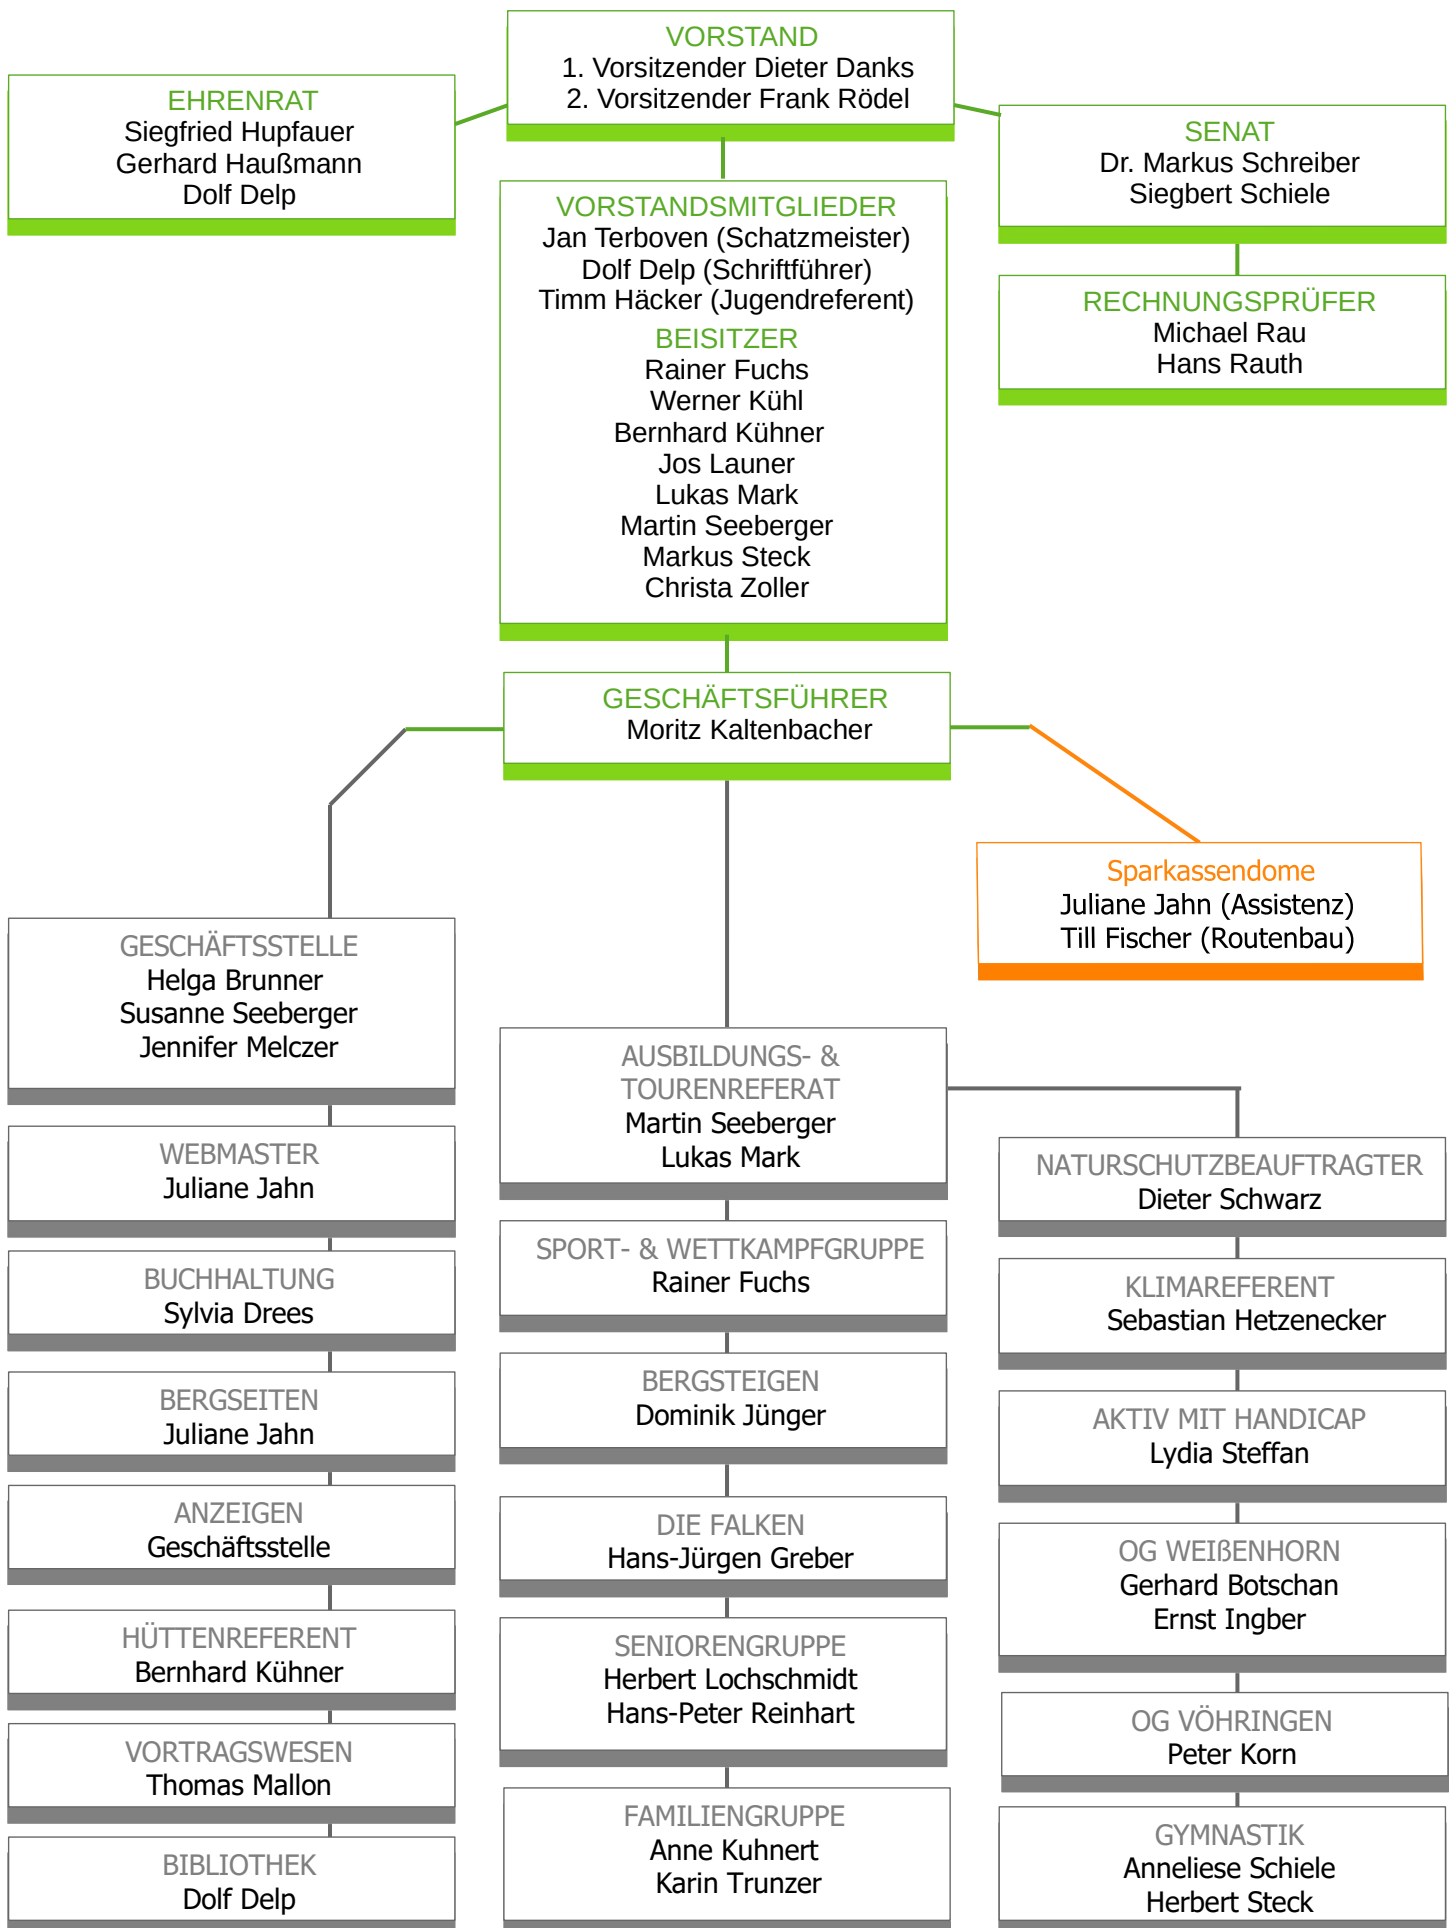 VORSTAND
1. Vorsitzender Dieter Danks
2. Vorsitzender Frank Rödel
EHRENRAT
Siegfried Hupfauer
Gerhard Haußmann
Dolf Delp
SENAT
Dr. Markus Schreiber
Siegbert Schiele
VORSTANDSMITGLIEDER
Jan Terboven (Schatzmeister)
Dolf Delp (Schriftführer)
Timm Häcker (Jugendreferent)
BEISITZER
Rainer Fuchs
Werner Kühl
Bernhard Kühner
Jos Launer
Lukas Mark
Martin Seeberger
Markus Steck
Christa Zoller
RECHNUNGSPRÜFER
Michael Rau
Hans Rauth
GESCHÄFTSFÜHRER
Moritz Kaltenbacher
Sparkassendome
Juliane Jahn (Assistenz)
Till Fischer (Routenbau)
GESCHÄFTSSTELLE
Helga Brunner
Susanne Seeberger
Jennifer Melczer
WEBMASTER
Juliane Jahn
BUCHHALTUNG
Sylvia Drees
BERGSEITEN
Juliane Jahn
ANZEIGEN
Geschäftsstelle
HÜTTENREFERENT
Bernhard Kühner
VORTRAGSWESEN
Thomas Mallon
BIBLIOTHEK
Dolf Delp
AUSBILDUNGS- &
TOURENREFERAT
Martin Seeberger
Lukas Mark
SPORT- & WETTKAMPFGRUPPE
Rainer Fuchs
BERGSTEIGEN
Dominik Jünger
DIE FALKEN
Hans-Jürgen Greber
SENIORENGRUPPE
Herbert Lochschmidt
Hans-Peter Reinhart
FAMILIENGRUPPE
Anne Kuhnert
Karin Trunzer
NATURSCHUTZBEAUFTRAGTER
Dieter Schwarz
KLIMAREFERENT
Sebastian Hetzenecker
AKTIV MIT HANDICAP
Lydia Steffan
OG WEIßENHORN
Gerhard Botschan
Ernst Ingber
OG VÖHRINGEN
Peter Korn
GYMNASTIK
Anneliese Schiele
Herbert Steck